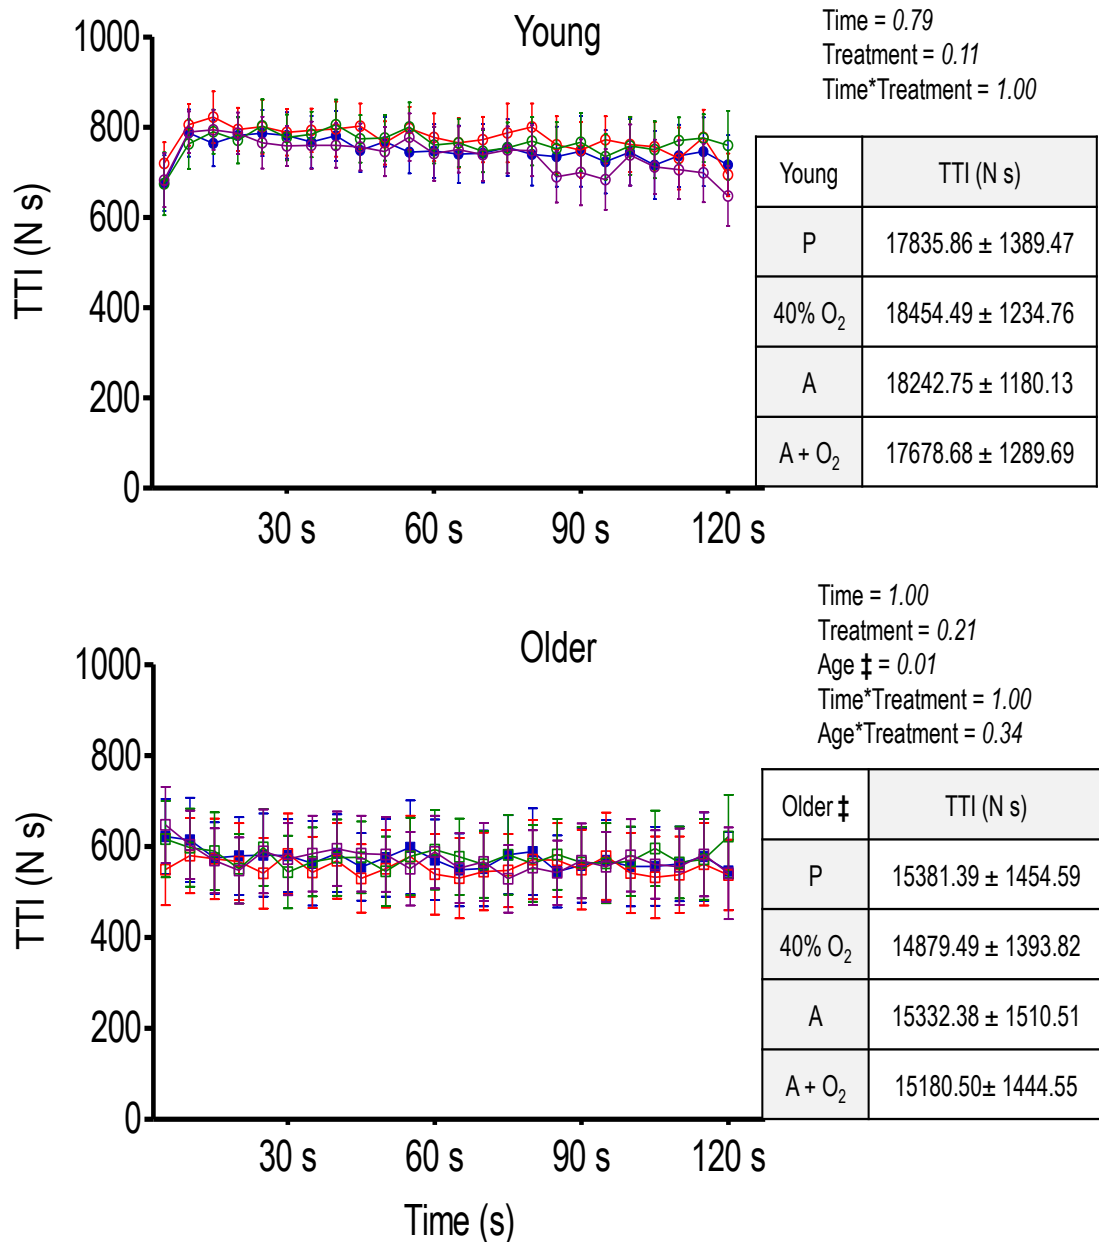 Young
Time = 0.79
Treatment = 0.11
Time*Treatment = 1.00
TTI (N s)
1000
800
600
400
200
0
30 s 60 s 90 s 120 s
Young TTI (N s)
P 17835.86 ± 1389.47
40% O₂ 18454.49 ± 1234.76
A 18242.75 ± 1180.13
A + O₂ 17678.68 ± 1289.69
Older
Time = 1.00
Treatment = 0.21
Age ‡ = 0.01
Time*Treatment = 1.00
Age*Treatment = 0.34
TTI (N s)
1000
800
600
400
200
0
30 s 60 s 90 s 120 s
Time (s)
Older ‡ TTI (N s)
P 15381.39 ± 1454.59
40% O₂ 14879.49 ± 1393.82
A 15332.38 ± 1510.51
A + O₂ 15180.50± 1444.55